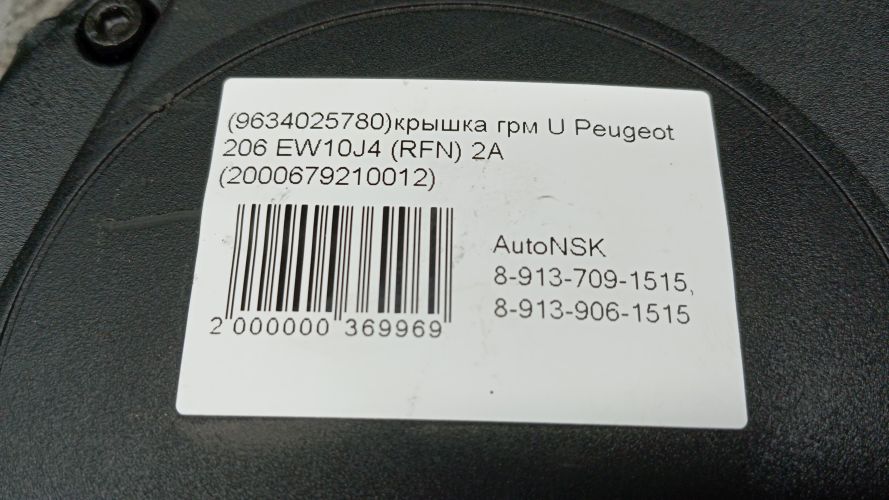 (9634025780)крышка грм U Peugeot
206 EW10J4 (RFN) 2A
(2000679210012)
AutoNSK
8-913-709-1515,
8-913-906-1515
2 000000 369969